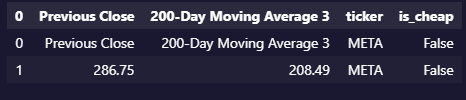 0 Previous Close 200-Day Moving Average 3 ticker is_cheap
0 Previous Close 200-Day Moving Average 3 META False
1 286.75 208.49 META False